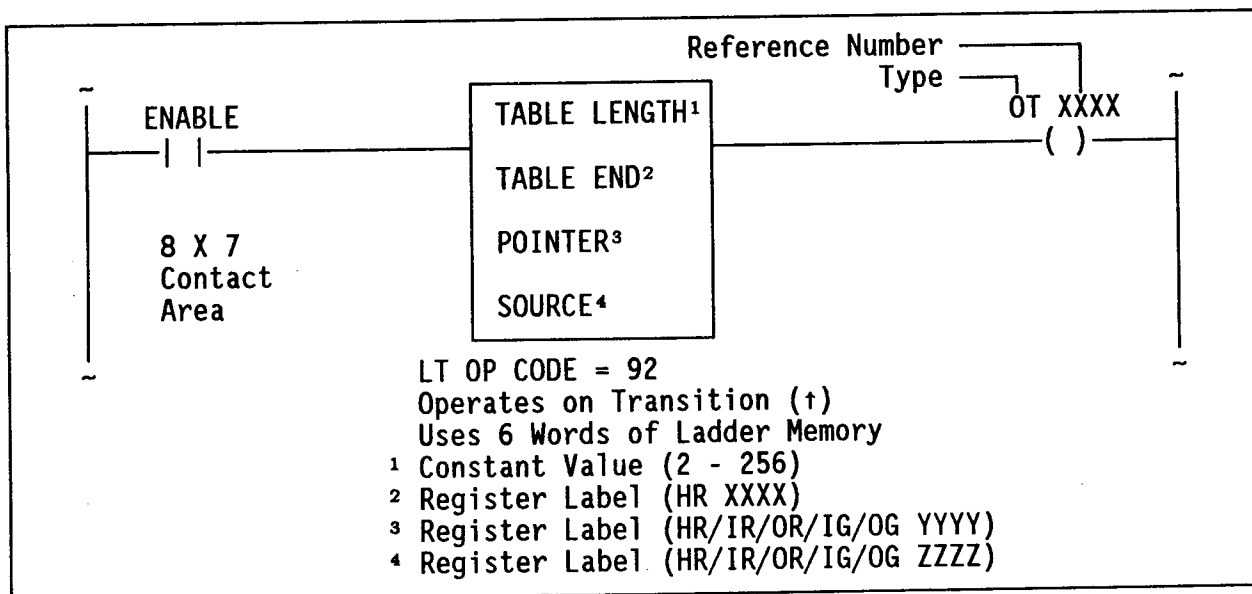 Reference Number
Type
OT XXXX
ENABLE
( )
TABLE LENGTH¹
TABLE END²
POINTER³
SOURCE⁴
8 X 7
Contact
Area
LT OP CODE = 92
Operates on Transition (↑)
Uses 6 Words of Ladder Memory
¹ Constant Value (2 - 256)
² Register Label (HR XXXX)
³ Register Label (HR/IR/OR/IG/OG YYYY)
⁴ Register Label (HR/IR/OR/IG/OG ZZZZ)